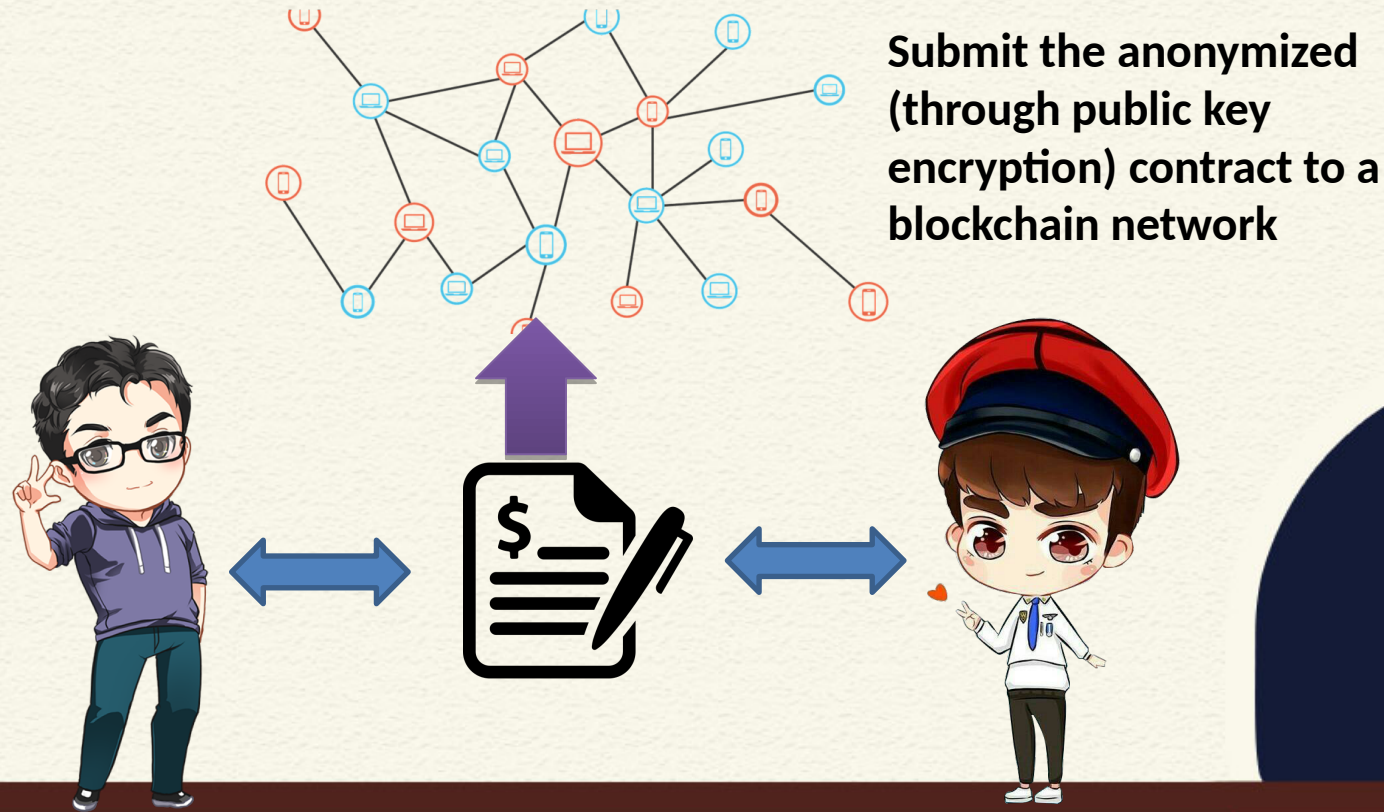 Submit the anonymized
(through public key
encryption) contract to a
blockchain network
$